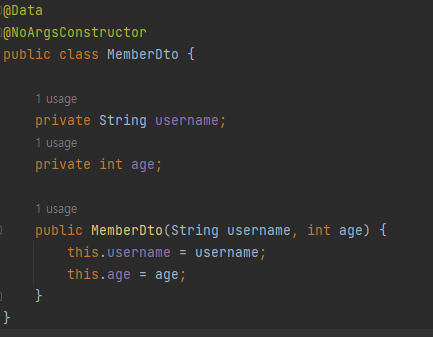 @Data
@NoArgsConstructor
public class MemberDto {
1 usage
private String username;
1 usage
private int age;
1 usage
public MemberDto(String username, int age) {
this.username = username;
this.age = age;
}
}